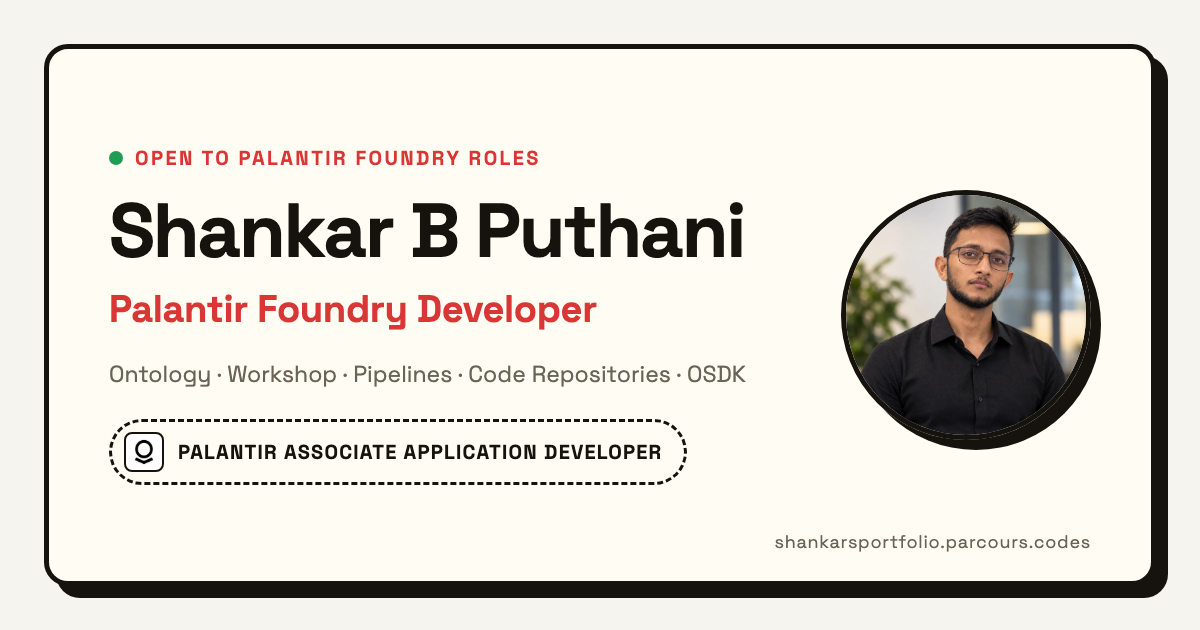 OPEN TO PALANTIR FOUNDRY ROLES
Shankar B Puthani
Palantir Foundry Developer
Ontology · Workshop · Pipelines · Code Repositories · OSDK
PALANTIR ASSOCIATE APPLICATION DEVELOPER
shankarsportfolio.parcours.codes